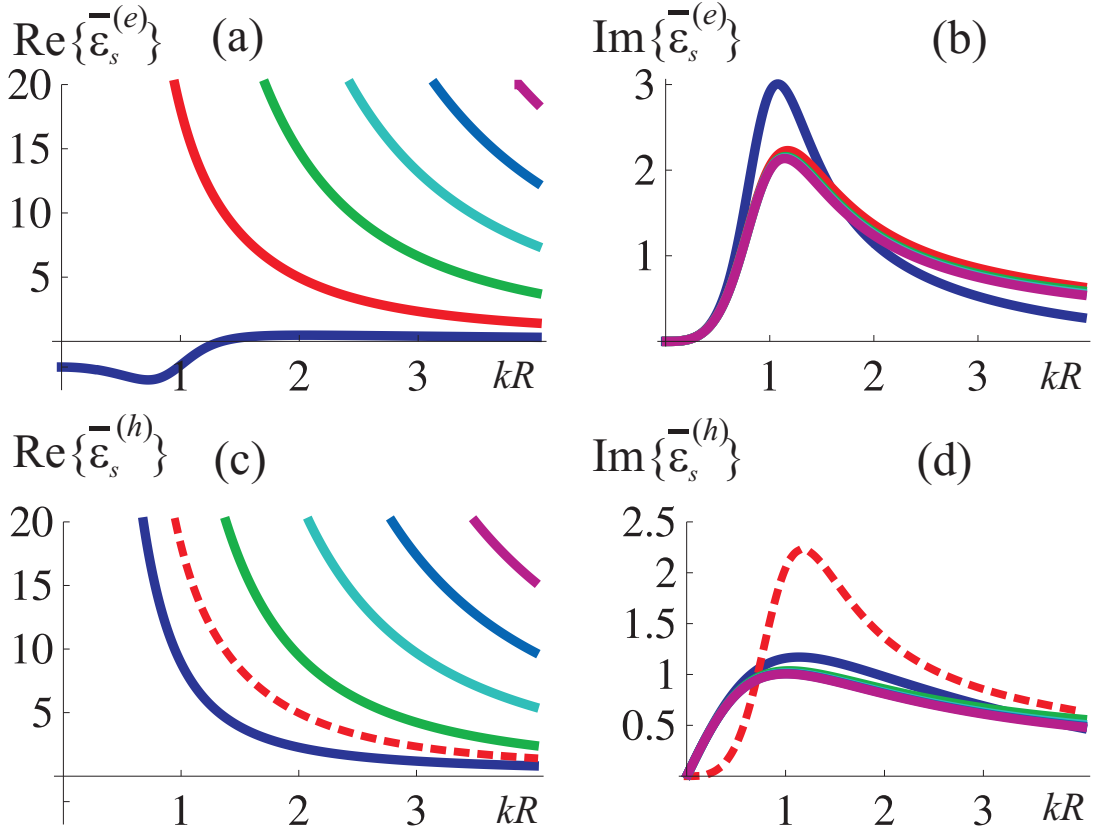 Re{ε̅ₛ⁽ᵉ⁾} (a)
20
15
10
5
1 2 3 kR
Im{ε̅ₛ⁽ᵉ⁾} (b)
3
2
1
1 2 3 kR
Re{ε̅ₛ⁽ʰ⁾} (c)
20
15
10
5
1 2 3 kR
Im{ε̅ₛ⁽ʰ⁾} (d)
2.5
2
1.5
1
0.5
1 2 3 kR